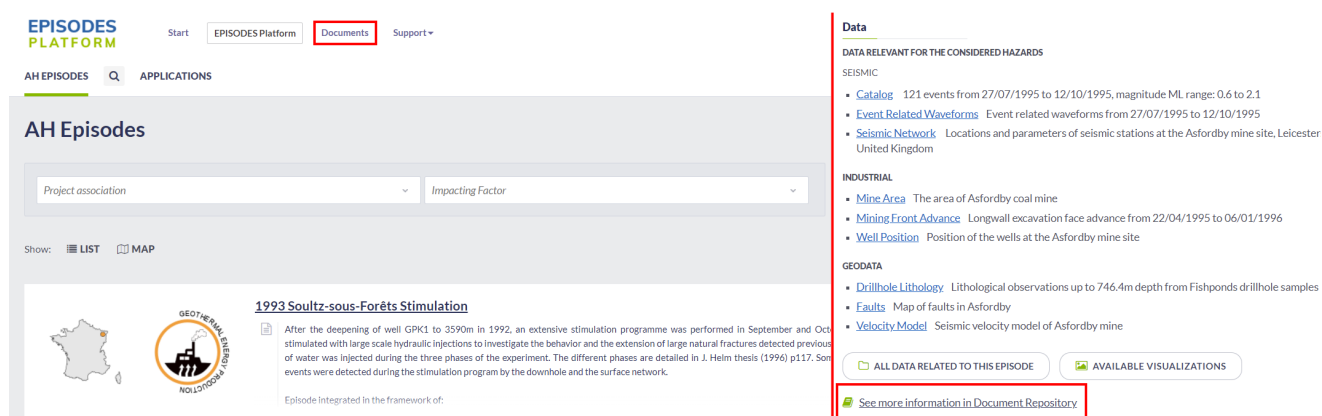 EPISODES
PLATFORM
Start
EPISODES Platform
Documents
Support
AH EPISODES
APPLICATIONS
AH Episodes
Project association
Impacting Factor
Show:
LIST
MAP
GEOTHERMAL ENERGY PRODUCTION
1993 Soultz-sous-Forêts Stimulation
After the deepening of well GPK1 to 3590m in 1992, an extensive stimulation programme was performed in September and Octo
stimulated with large scale hydraulic injections to investigate the behavior and the extension of large natural fractures detected previous
of water was injected during the three phases of the experiment. The different phases are detailed in J. Helm thesis (1996) p117. Som
events were detected during the stimulation program by the downhole and the surface network.
Episode integrated in the framework of:
Data
DATA RELEVANT FOR THE CONSIDERED HAZARDS
SEISMIC
Catalog 121 events from 27/07/1995 to 12/10/1995, magnitude ML range: 0.6 to 2.1
Event Related Waveforms Event related waveforms from 27/07/1995 to 12/10/1995
Seismic Network Locations and parameters of seismic stations at the Asfordby mine site, Leicester
United Kingdom
INDUSTRIAL
Mine Area The area of Asfordby coal mine
Mining Front Advance Longwall excavation face advance from 22/04/1995 to 06/01/1996
Well Position Position of the wells at the Asfordby mine site
GEODATA
Drillhole Lithology Lithological observations up to 746.4m depth from Fishponds drillhole samples
Faults Map of faults in Asfordby
Velocity Model Seismic velocity model of Asfordby mine
ALL DATA RELATED TO THIS EPISODE
AVAILABLE VISUALIZATIONS
See more information in Document Repository